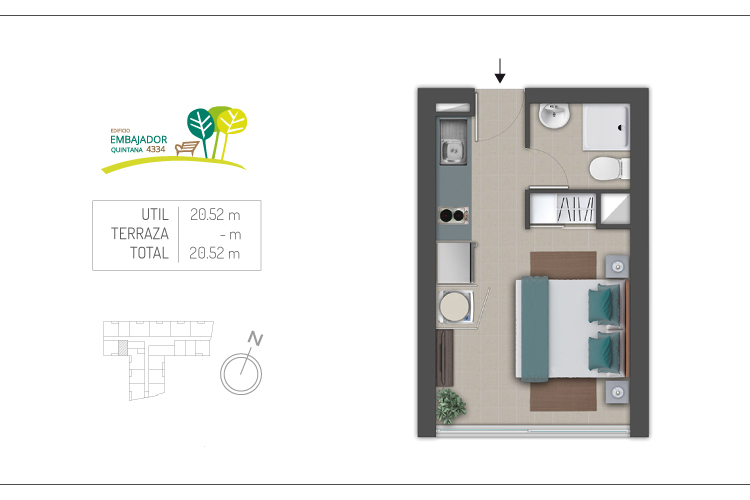 EDIFICIO
EMBAJADOR
QUINTANA 4334
UTIL 20.52 m
TERRAZA - m
TOTAL 20.52 m
N